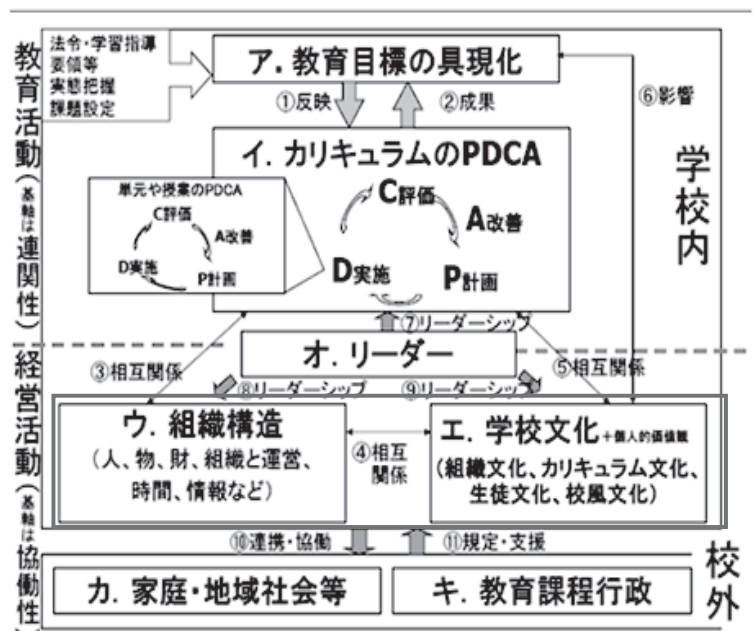 教育活動(基軸は連関性)
経営活動(基軸は協働性)
法令・学習指導
要領等
実態把握
課題設定
ア. 教育目標の具現化
①反映
②成果
⑥影響
学校内
イ. カリキュラムのPDCA
C評価
A改善
D実施
P計画
単元や授業のPDCA
C評価
A改善
D実施
P計画
⑦リーダーシップ
オ. リーダー
③相互関係
⑧リーダーシップ
⑨リーダーシップ
⑤相互関係
ウ. 組織構造
(人、物、財、組織と運営、
時間、情報など)
④相互
関係
エ. 学校文化+個人的価値観
(組織文化、カリキュラム文化、
生徒文化、校風文化)
⑩連携・協働
⑪規定・支援
カ. 家庭・地域社会等
キ. 教育課程行政
校外